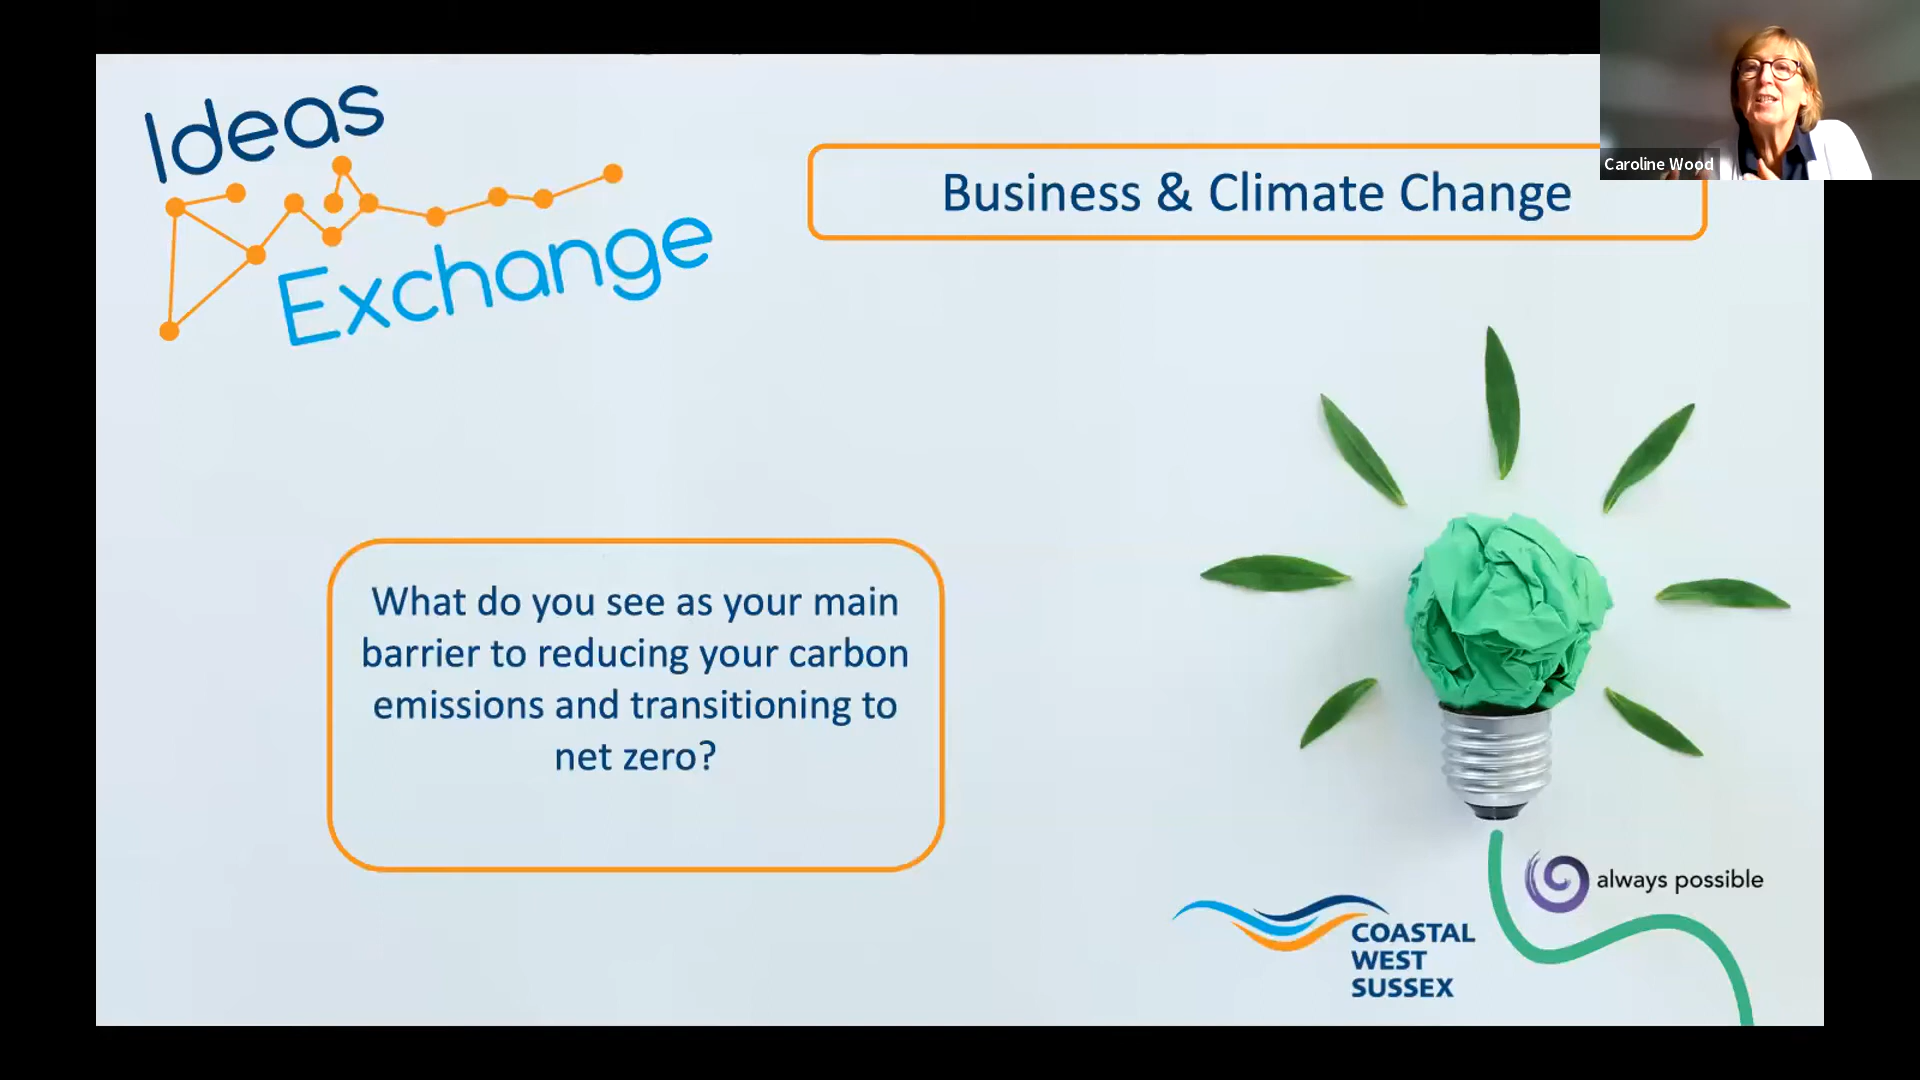 Ideas
Exchange
Business & Climate Change
Caroline Wood
What do you see as your main
barrier to reducing your carbon
emissions and transitioning to
net zero?
always possible
COASTAL
WEST
SUSSEX